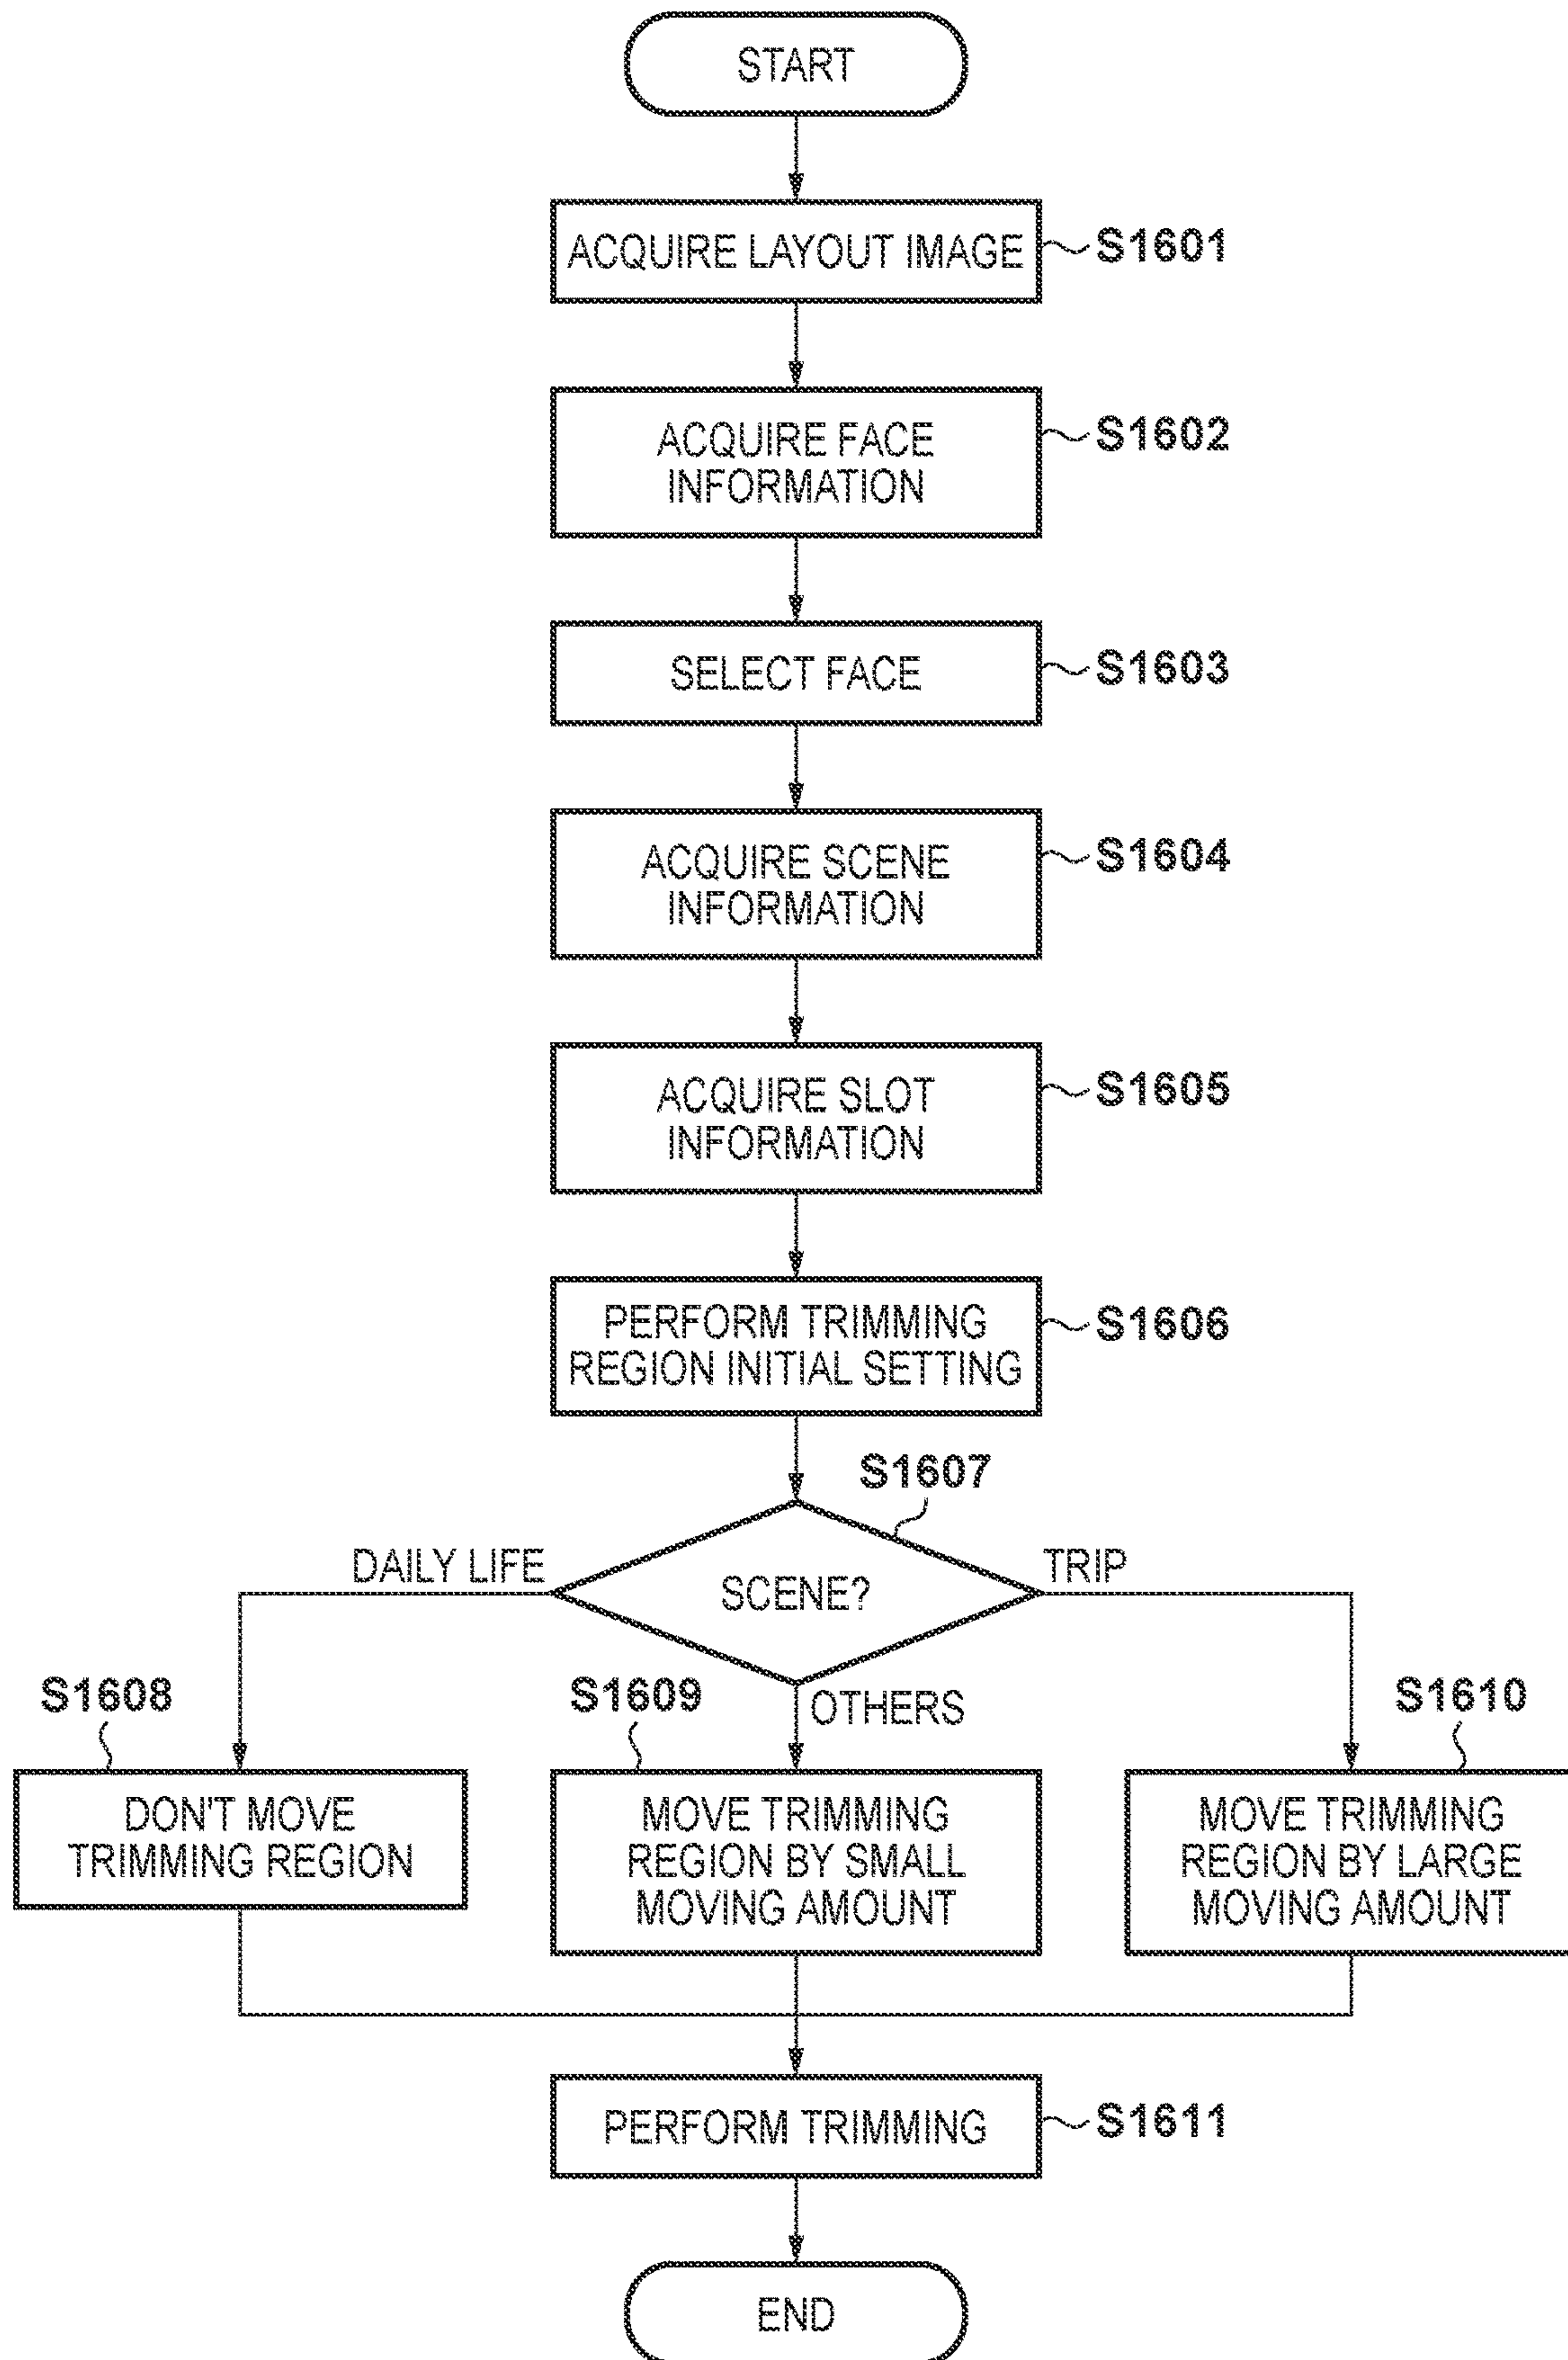 START
ACQUIRE LAYOUT IMAGE
S1601
ACQUIRE FACE
INFORMATION
S1602
SELECT FACE
S1603
ACQUIRE SCENE
INFORMATION
S1604
ACQUIRE SLOT
INFORMATION
S1605
PERFORM TRIMMING
REGION INITIAL SETTING
S1606
S1607
DAILY LIFE
SCENE?
TRIP
OTHERS
S1608
DON'T MOVE
TRIMMING REGION
S1609
MOVE TRIMMING
REGION BY SMALL
MOVING AMOUNT
S1610
MOVE TRIMMING
REGION BY LARGE
MOVING AMOUNT
PERFORM TRIMMING
S1611
END